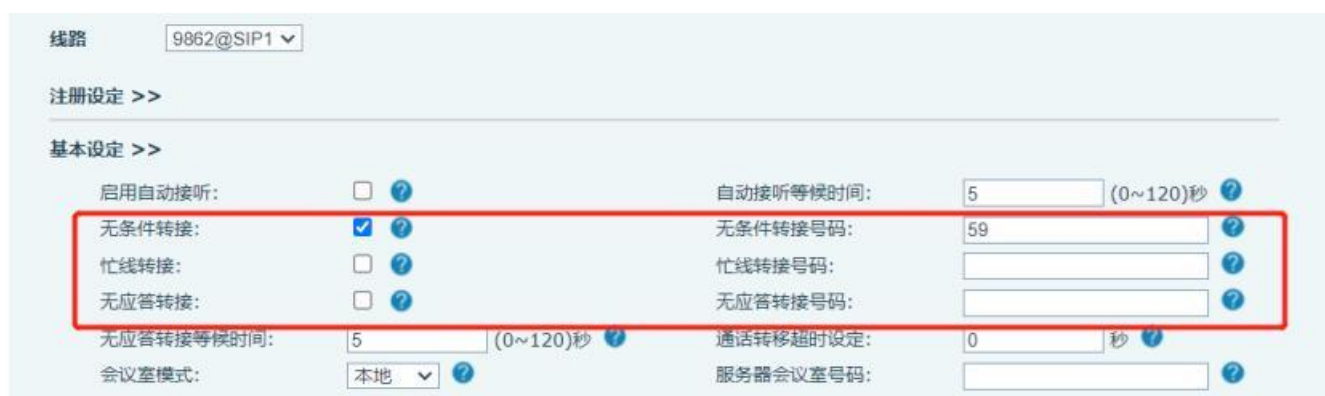 线路 9862@SIP1
注册设定 >>
基本设定 >>
启用自动接听: 自动接听等候时间: 5 (0~120)秒
无条件转接: 无条件转接号码: 59
忙线转接: 忙线转接号码:
无应答转接: 无应答转接号码:
无应答转接等候时间: 5 (0~120)秒 通话转移超时设定: 0 秒
会议室模式: 本地 服务器会议室号码: